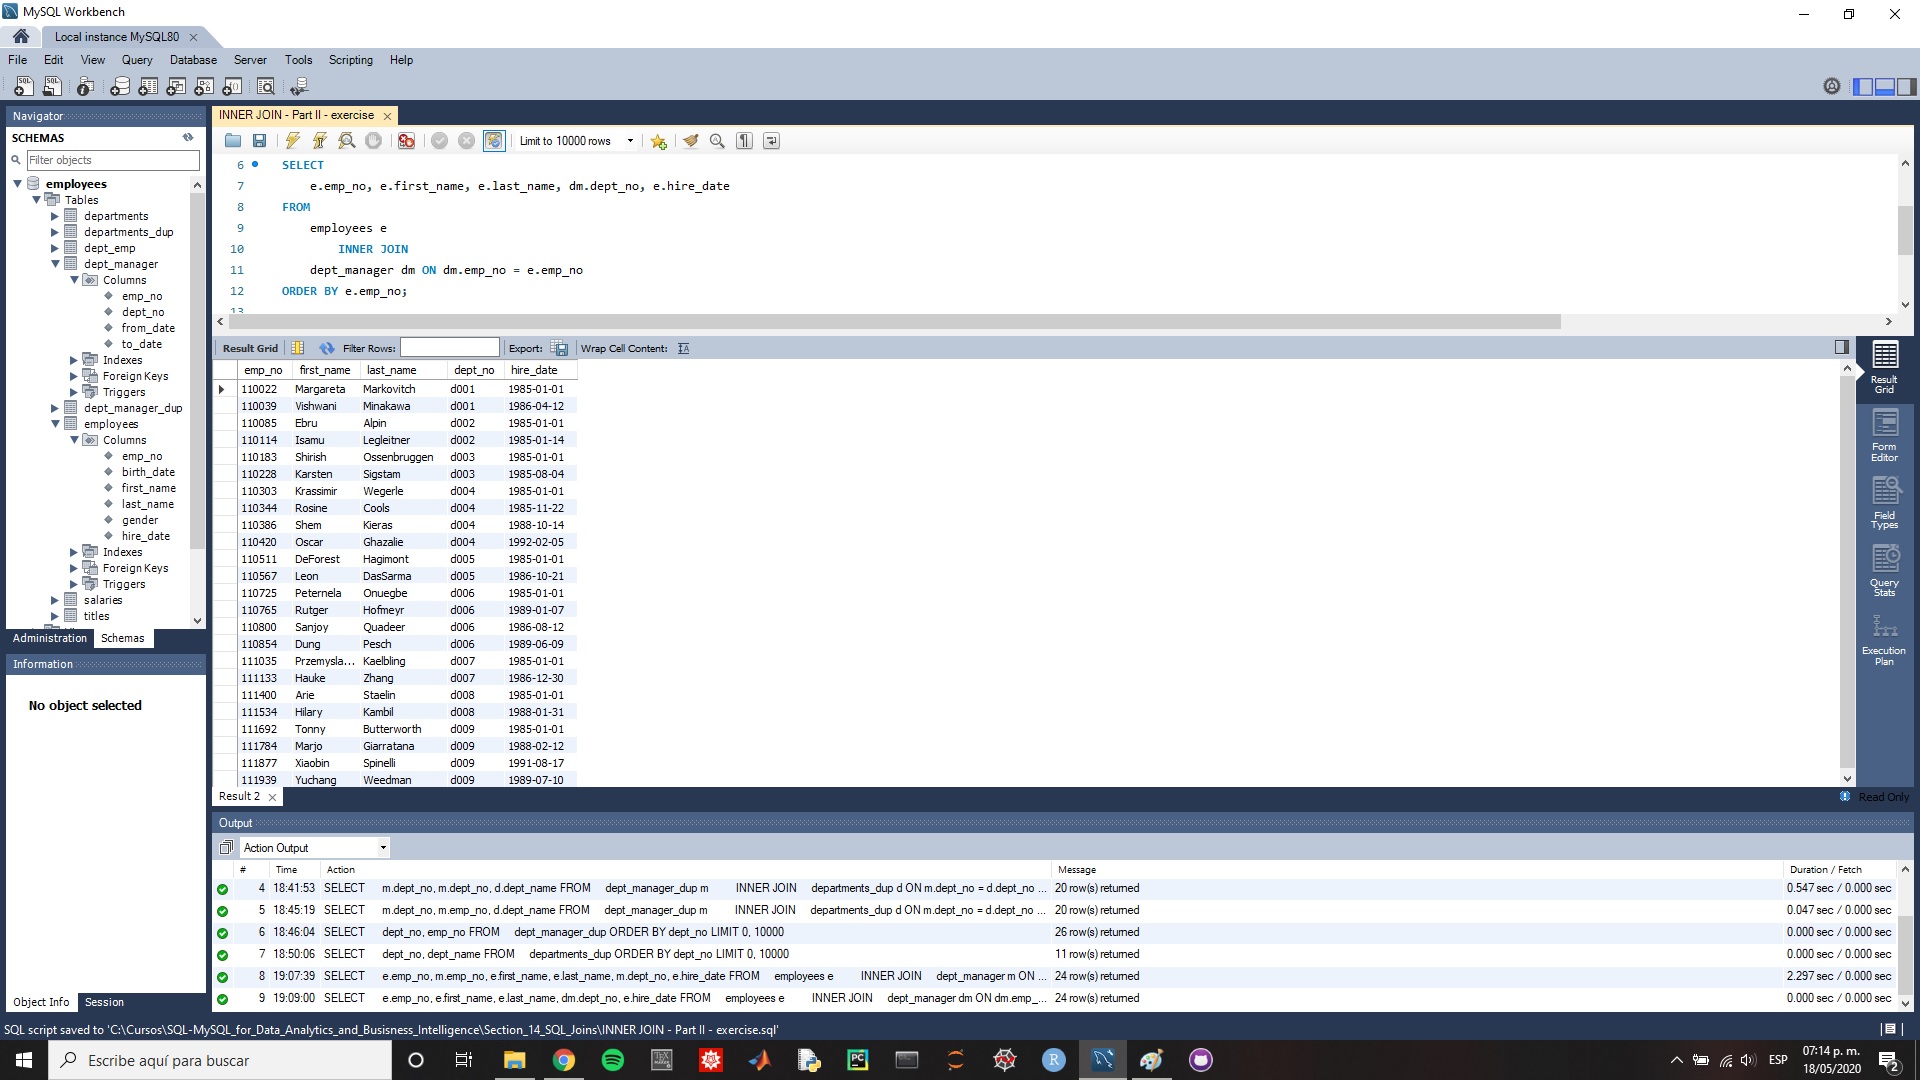 MySQL Workbench
Local instance MySQL80
File Edit View Query Database Server Tools Scripting Help
Navigator
SCHEMAS
Filter objects
employees
Tables
departments
departments_dup
dept_emp
dept_manager
Columns
emp_no
dept_no
from_date
to_date
Indexes
Foreign Keys
Triggers
dept_manager_dup
employees
Columns
emp_no
birth_date
first_name
last_name
gender
hire_date
Indexes
Foreign Keys
Triggers
salaries
titles
Administration Schemas
Information
No object selected
Object Info Session
INNER JOIN - Part II - exercise
Limit to 10000 rows
6 SELECT
7 e.emp_no, e.first_name, e.last_name, dm.dept_no, e.hire_date
8 FROM
9 employees e
10 INNER JOIN
11 dept_manager dm ON dm.emp_no = e.emp_no
12 ORDER BY e.emp_no;
13
Result Grid Filter Rows: Export: Wrap Cell Content:
emp_no first_name last_name dept_no hire_date
110022 Margareta Markovitch d001 1985-01-01
110039 Vishwani Minakawa d001 1986-04-12
110085 Ebru Alpin d002 1985-01-01
110114 Isamu Legleitner d002 1985-01-14
110183 Shirish Ossenbruggen d003 1985-01-01
110228 Karsten Sigstam d003 1985-08-04
110303 Krassimir Wegerle d004 1985-01-01
110344 Rosine Cools d004 1985-11-22
110386 Shem Kieras d004 1988-10-14
110420 Oscar Ghazalie d004 1992-02-05
110511 DeForest Hagimont d005 1985-01-01
110567 Leon DasSarma d005 1986-10-21
110725 Peternela Onuegbe d006 1985-01-01
110765 Rutger Hofmeyr d006 1989-01-07
110800 Sanjoy Quadeer d006 1986-08-12
110854 Dung Pesch d006 1989-06-09
111035 Przemysla... Kaelbling d007 1985-01-01
111133 Hauke Zhang d007 1986-12-30
111400 Arie Staelin d008 1985-01-01
111534 Hilary Kambil d008 1988-01-31
111692 Tonny Butterworth d009 1985-01-01
111784 Marjo Giarratana d009 1988-02-12
111877 Xiaobin Spinelli d009 1991-08-17
111939 Yuchang Weedman d009 1989-07-10
Result Grid
Form Editor
Field Types
Query Stats
Execution Plan
Result 2
Read Only
Output
Action Output
# Time Action Message Duration / Fetch
4 18:41:53 SELECT m.dept_no, m.dept_no, d.dept_name FROM dept_manager_dup m INNER JOIN departments_dup d ON m.dept_no = d.dept_no ... 20 row(s) returned 0.547 sec / 0.000 sec
5 18:45:19 SELECT m.dept_no, m.emp_no, d.dept_name FROM dept_manager_dup m INNER JOIN departments_dup d ON m.dept_no = d.dept_no ... 20 row(s) returned 0.047 sec / 0.000 sec
6 18:46:04 SELECT dept_no, emp_no FROM dept_manager_dup ORDER BY dept_no LIMIT 0, 10000 26 row(s) returned 0.000 sec / 0.000 sec
7 18:50:06 SELECT dept_no, dept_name FROM departments_dup ORDER BY dept_no LIMIT 0, 10000 11 row(s) returned 0.000 sec / 0.000 sec
8 19:07:39 SELECT e.emp_no, m.emp_no, e.first_name, e.last_name, m.dept_no, e.hire_date FROM employees e INNER JOIN dept_manager m ON ... 24 row(s) returned 2.297 sec / 0.000 sec
9 19:09:00 SELECT e.emp_no, e.first_name, e.last_name, dm.dept_no, e.hire_date FROM employees e INNER JOIN dept_manager dm ON dm.emp_... 24 row(s) returned 0.000 sec / 0.000 sec
SQL script saved to 'C:\Cursos\SQL-MySQL_for_Data_Analytics_and_Busisness_Intelligence\Section_14_SQL_Joins\INNER JOIN - Part II - exercise.sql'
Escribe aquí para buscar
ESP
07:14 p. m.
18/05/2020
2